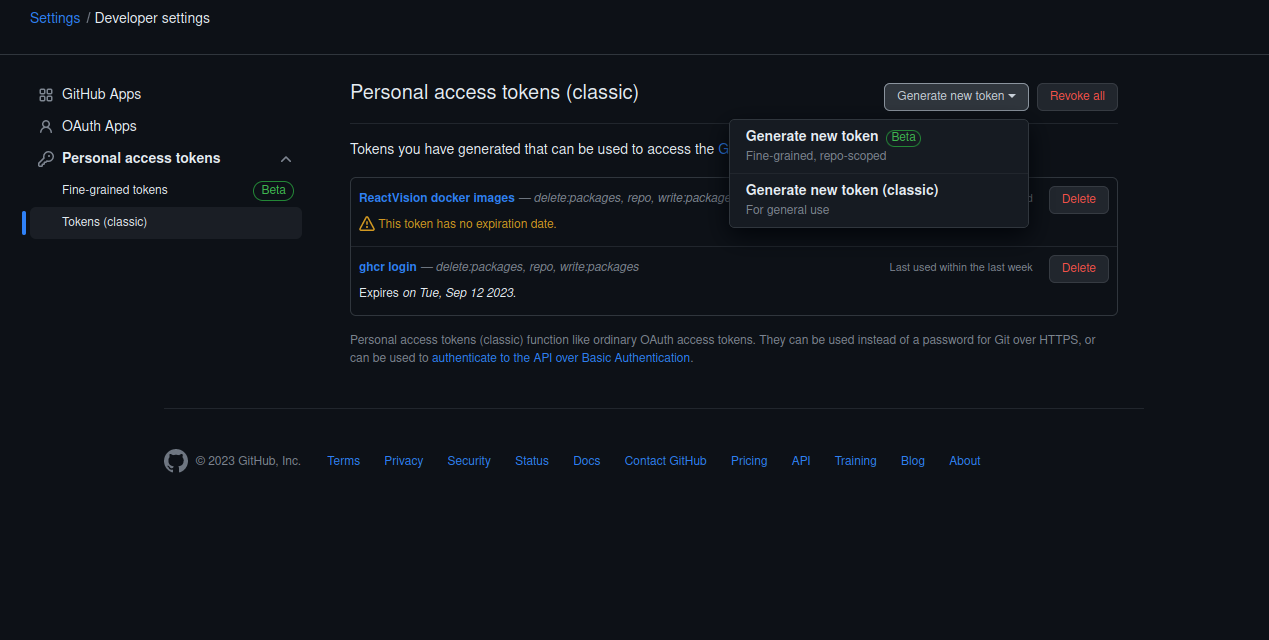 Settings / Developer settings
GitHub Apps
OAuth Apps
Personal access tokens
Fine-grained tokens Beta
Tokens (classic)
Personal access tokens (classic)
Generate new token
Revoke all
Generate new token Beta
Fine-grained, repo-scoped
Generate new token (classic)
For general use
Tokens you have generated that can be used to access the G
ReactVision docker images — delete:packages, repo, write:package
Delete
This token has no expiration date.
ghcr login — delete:packages, repo, write:packages
Last used within the last week
Delete
Expires on Tue, Sep 12 2023.
Personal access tokens (classic) function like ordinary OAuth access tokens. They can be used instead of a password for Git over HTTPS, or
can be used to authenticate to the API over Basic Authentication.
© 2023 GitHub, Inc. Terms Privacy Security Status Docs Contact GitHub Pricing API Training Blog About